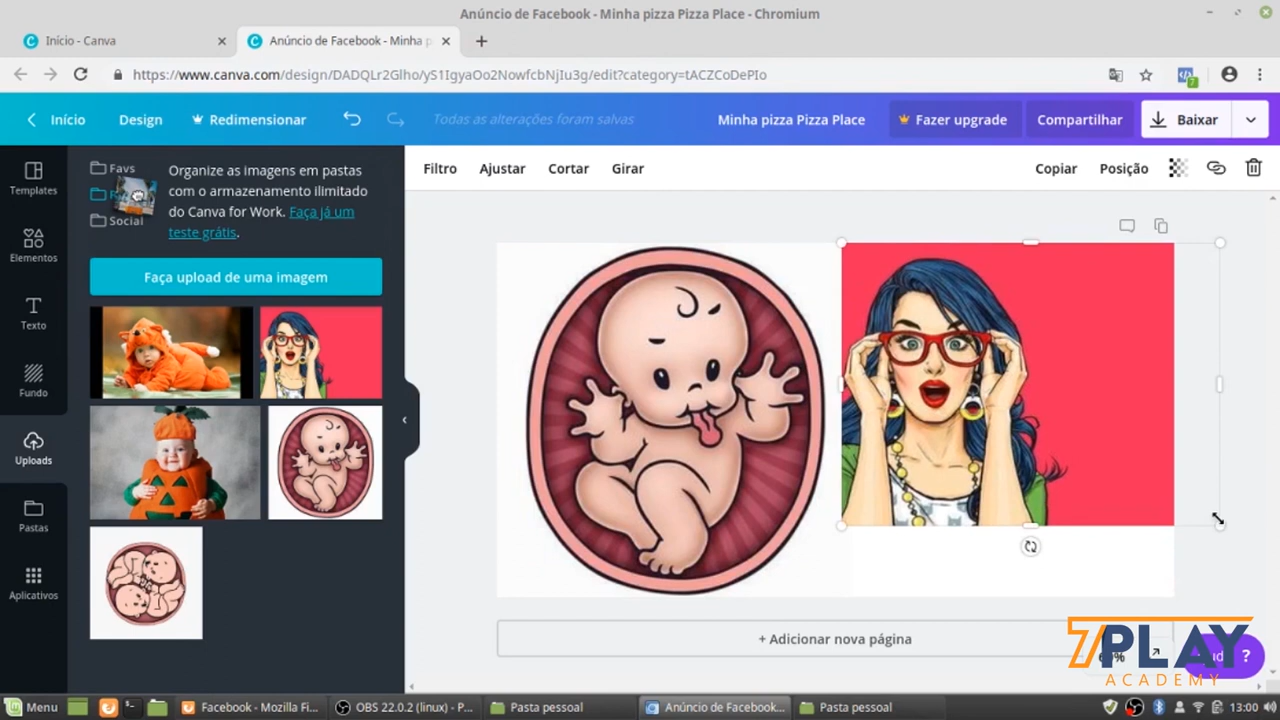 Anúncio de Facebook - Minha pizza Pizza Place - Chromium
Início - Canva
Anúncio de Facebook - Minha p
https://www.canva.com/design/DADQLr2Glho/yS1IgyaOo2NowfcbNjIu3g/edit?category=tACZCoDePIo
7
Início
Design
Redimensionar
Todas as alterações foram salvas
Minha pizza Pizza Place
Fazer upgrade
Compartilhar
Baixar
Templates
Elementos
Texto
Fundo
Uploads
Pastas
Aplicativos
Favs
Social
Organize as imagens em pastas
com o armazenamento ilimitado
do Canva for Work. Faça já um
teste grátis.
Faça upload de uma imagem
Filtro
Ajustar
Cortar
Girar
Copiar
Posição
+ Adicionar nova página
?
7PLAY
ACADEMY
Menu
Facebook - Mozilla Fi...
OBS 22.0.2 (linux) - P...
Pasta pessoal
Anúncio de Facebook...
Pasta pessoal
13:00